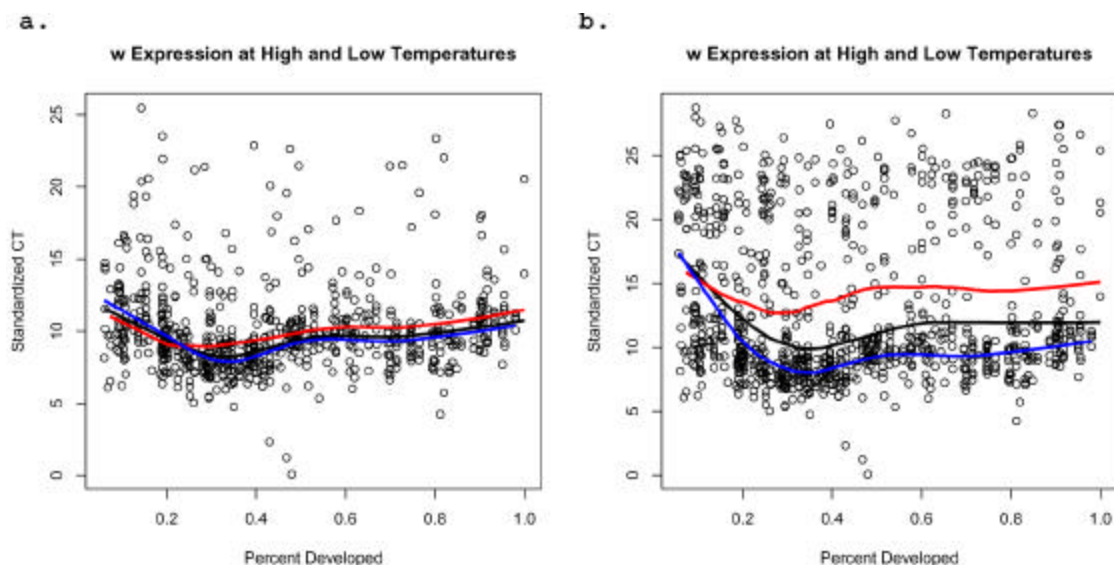 a.
w Expression at High and Low Temperatures
25
20
15
10
5
0
Standardized CT
0.2 0.4 0.6 0.8 1.0
Percent Developed
b.
w Expression at High and Low Temperatures
25
20
15
10
5
0
Standardized CT
0.2 0.4 0.6 0.8 1.0
Percent Developed